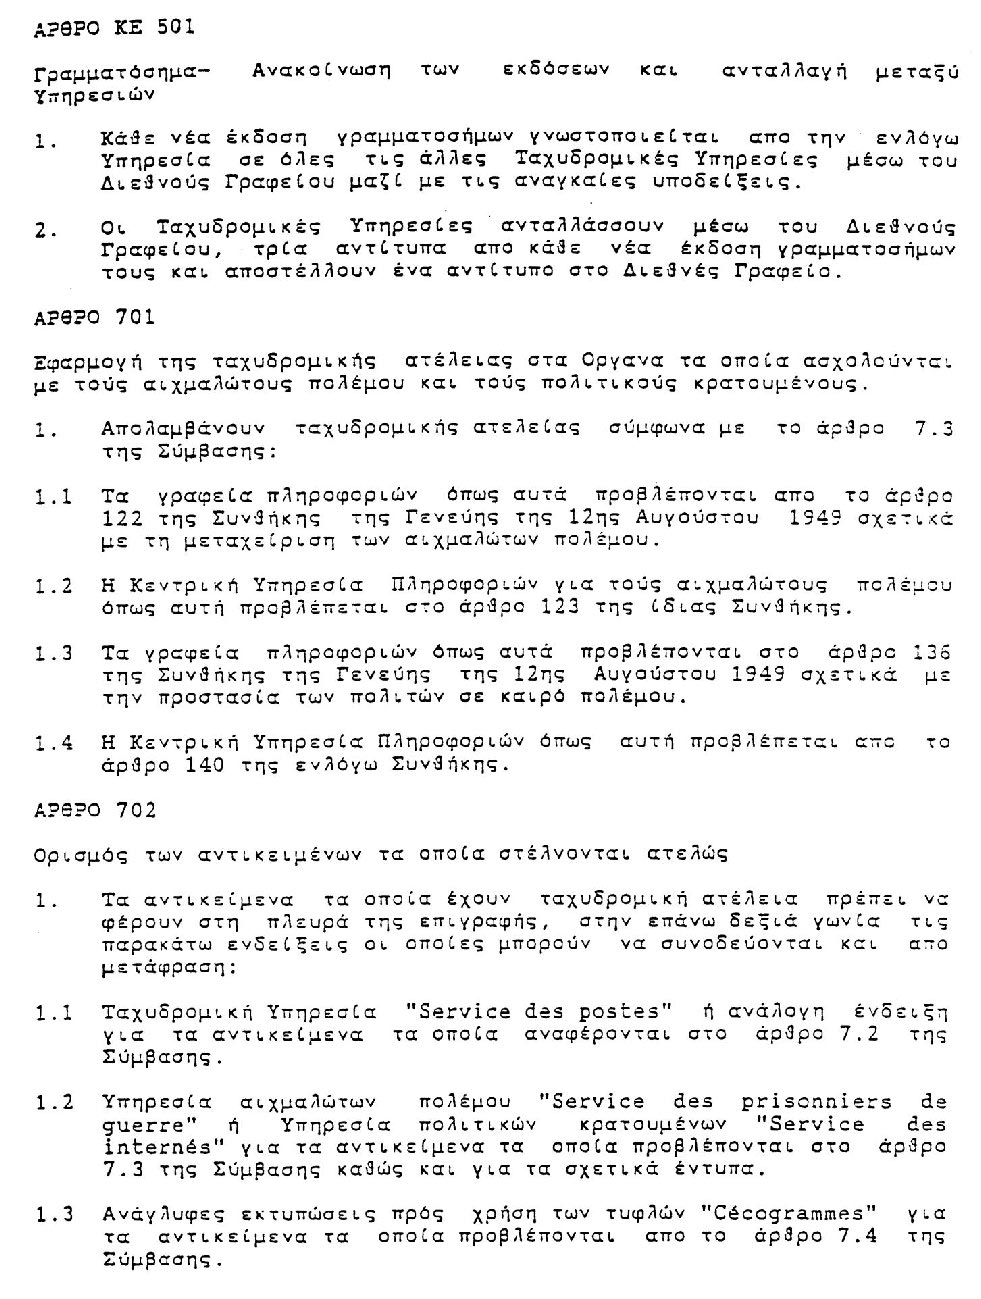 ΑΡΘΡΟ ΚΕ 501
Γραμματόσημα- Ανακοίνωση των εκδόσεων και ανταλλαγή μεταξύ
Υπηρεσιών
1. Κάθε νέα έκδοση γραμματοσήμων γνωστοποιείται απο την ενλόγω
Υπηρεσία σε όλες τις άλλες Ταχυδρομικές Υπηρεσίες μέσω του
Διεθνούς Γραφείου μαζί με τις αναγκαίες υποδείξεις.
2. Οι Ταχυδρομικές Υπηρεσίες ανταλλάσσουν μέσω του Διεθνούς
Γραφείου, τρία αντίτυπα απο κάθε νέα έκδοση γραμματοσήμων
τους και αποστέλλουν ένα αντίτυπο στο Διεθνές Γραφείο.
ΑΡΘΡΟ 701
Εφαρμογή της ταχυδρομικής ατέλειας στα Οργανα τα οποία ασχολούνται
με τούς αιχμαλώτους πολέμου και τούς πολιτικούς κρατουμένους.
1. Απολαμβάνουν ταχυδρομικής ατελείας σύμφωνα με το άρθρο 7.3
της Σύμβασης:
1.1 Τα γραφεία πληροφοριών όπως αυτά προβλέπονται απο το άρθρο
122 της Συνθήκης της Γενεύης της 12ης Αυγούστου 1949 σχετικά
με τη μεταχείριση των αιχμαλώτων πολέμου.
1.2 Η Κεντρική Υπηρεσία Πληροφοριών για τούς αιχμαλώτους πολέμου
όπως αυτή προβλέπεται στο άρθρο 123 της ίδιας Συνθήκης.
1.3 Τα γραφεία πληροφοριών όπως αυτά προβλέπονται στο άρθρο 136
της Συνθήκης της Γενεύης της 12ης Αυγούστου 1949 σχετικά με
την προστασία των πολιτών σε καιρό πολέμου.
1.4 Η Κεντρική Υπηρεσία Πληροφοριών όπως αυτή προβλέπεται απο το
άρθρο 140 της ενλόγω Συνθήκης.
ΑΡΘΡΟ 702
Ορισμός των αντικειμένων τα οποία στέλνονται ατελώς
1. Τα αντικείμενα τα οποία έχουν ταχυδρομική ατέλεια πρέπει να
φέρουν στη πλευρά της επιγραφής, στην επάνω δεξιά γωνία τις
παρακάτω ενδείξεις οι οποίες μπορούν να συνοδεύονται και απο
μετάφραση:
1.1 Ταχυδρομική Υπηρεσία "Service des postes" ή ανάλογη ένδειξη
για τα αντικείμενα τα οποία αναφέρονται στο άρθρο 7.2 της
Σύμβασης.
1.2 Υπηρεσία αιχμαλώτων πολέμου "Service des prisonniers de
guerre" ή Υπηρεσία πολιτικών κρατουμένων "Service des
internés" για τα αντικείμενα τα οποία προβλέπονται στο άρθρο
7.3 της Σύμβασης καθώς και για τα σχετικά έντυπα.
1.3 Ανάγλυφες εκτυπώσεις πρός χρήση των τυφλών "Cécogrammes" για
τα αντικείμενα τα οποία προβλέπονται απο το άρθρο 7.4 της
Σύμβασης.